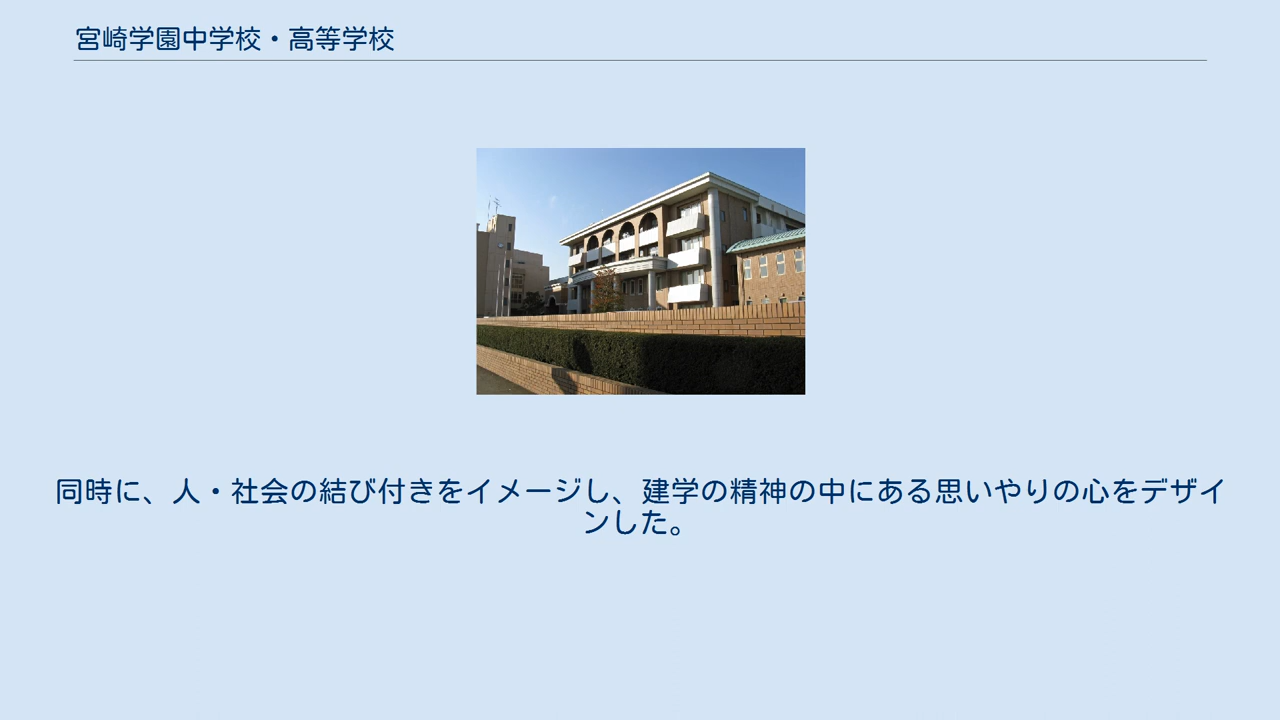 宮崎学園中学校・高等学校
同時に、人・社会の結び付きをイメージし、建学の精神の中にある思いやりの心をデザイ
ンした。